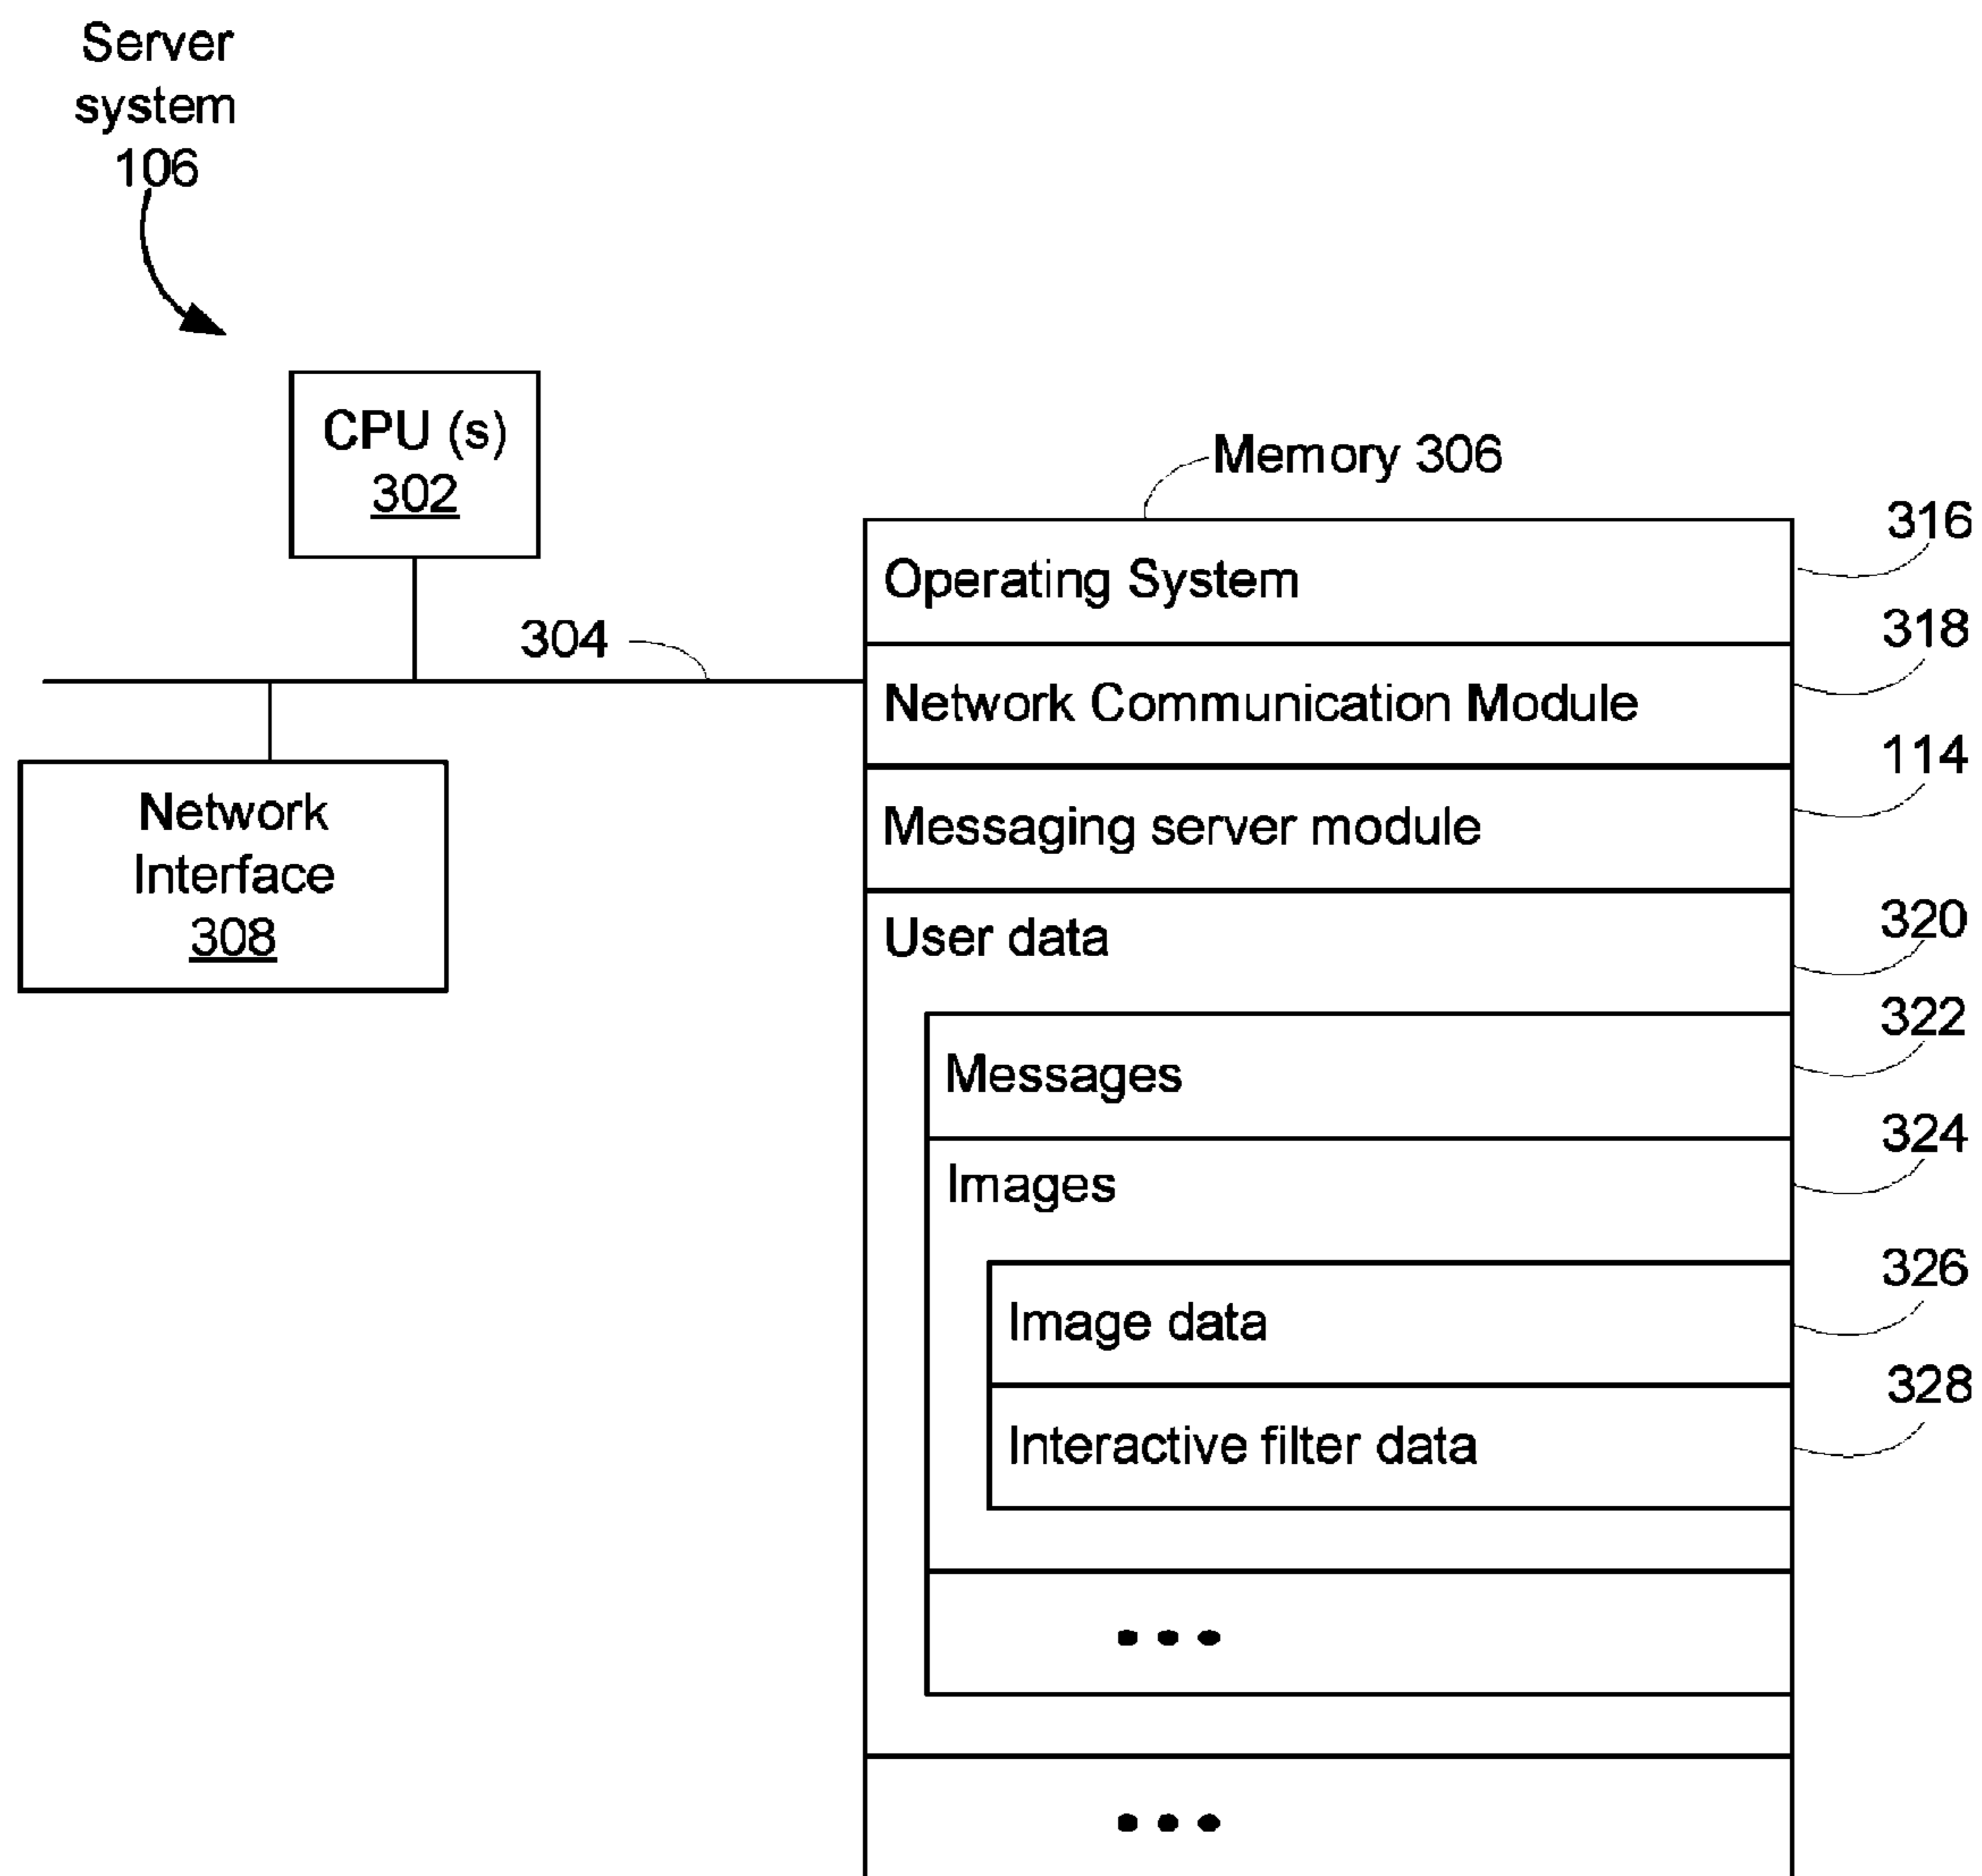 Server
system
106
CPU (s)
302
Memory 306
316
Operating System
304
318
Network Communication Module
114
Network
Interface
308
Messaging server module
320
User data
322
Messages
324
Images
326
Image data
328
Interactive filter data
•••
•••